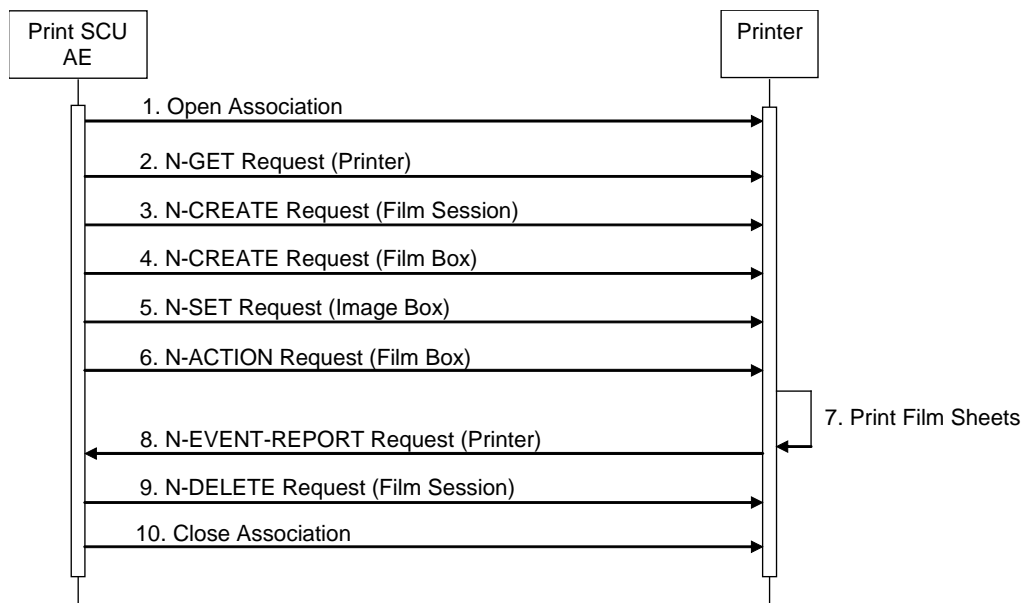 Print SCU
AE
Printer
1. Open Association
2. N-GET Request (Printer)
3. N-CREATE Request (Film Session)
4. N-CREATE Request (Film Box)
5. N-SET Request (Image Box)
6. N-ACTION Request (Film Box)
7. Print Film Sheets
8. N-EVENT-REPORT Request (Printer)
9. N-DELETE Request (Film Session)
10. Close Association